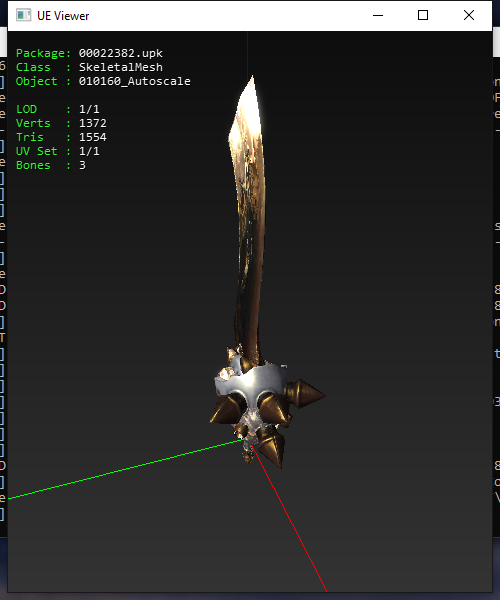 UE Viewer
Package: 00022382.upk
Class  : SkeletalMesh
Object : 010160_Autoscale
LOD    : 1/1
Verts  : 1372
Tris   : 1554
UV Set : 1/1
Bones  : 3